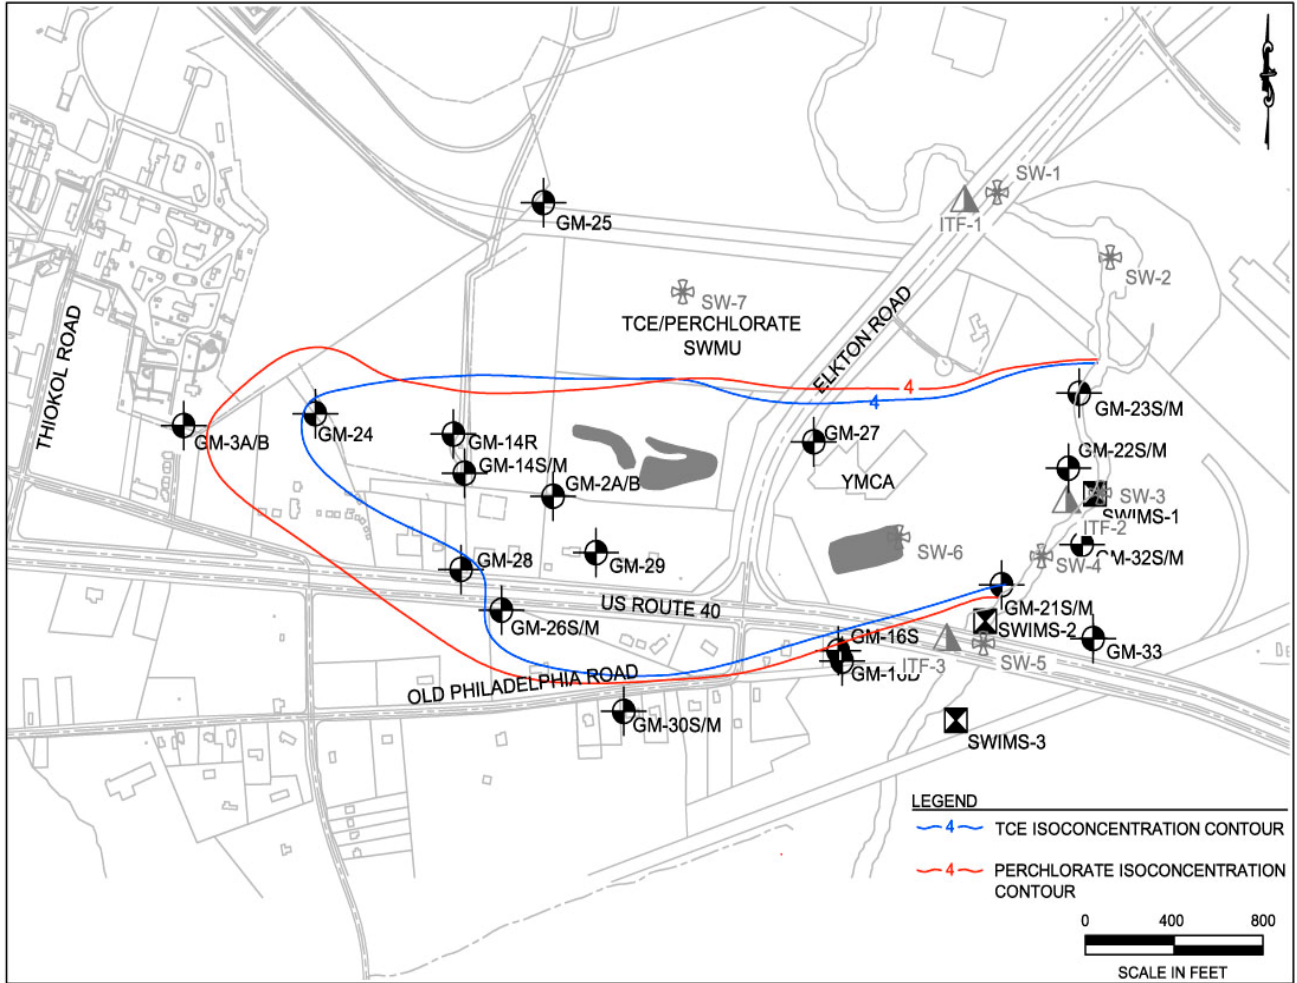 SW-1
ITF-1
GM-25
SW-2
SW-7
TCE/PERCHLORATE
SWMU
ELKTON ROAD
THIOKOL ROAD
4
4
GM-3A/B
GM-24
GM-14R
GM-14S/M
GM-2A/B
GM-27
YMCA
GM-23S/M
GM-22S/M
SW-3
SWIMS-1
ITF-2
GM-28
GM-29
SW-6
SW-4
GM-32S/M
US ROUTE 40
GM-26S/M
GM-21S/M
SWIMS-2
GM-16S
GM-33
ITF-3
SW-5
OLD PHILADELPHIA ROAD
GM-30S/M
SWIMS-3
LEGEND
4 TCE ISOCONCENTRATION CONTOUR
4 PERCHLORATE ISOCONCENTRATION
CONTOUR
0 400 800
SCALE IN FEET